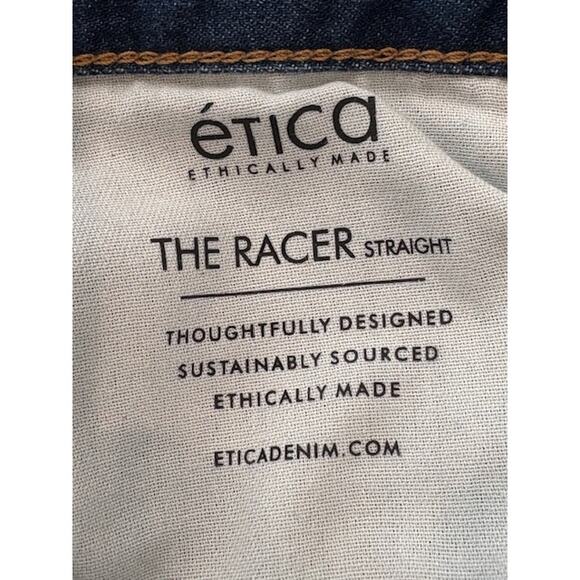 éTICa
ETHICALLY MADE
THE RACER STRAIGHT
THOUGHTFULLY DESIGNED
SUSTAINABLY SOURCED
ETHICALLY MADE
ETICADENIM.COM